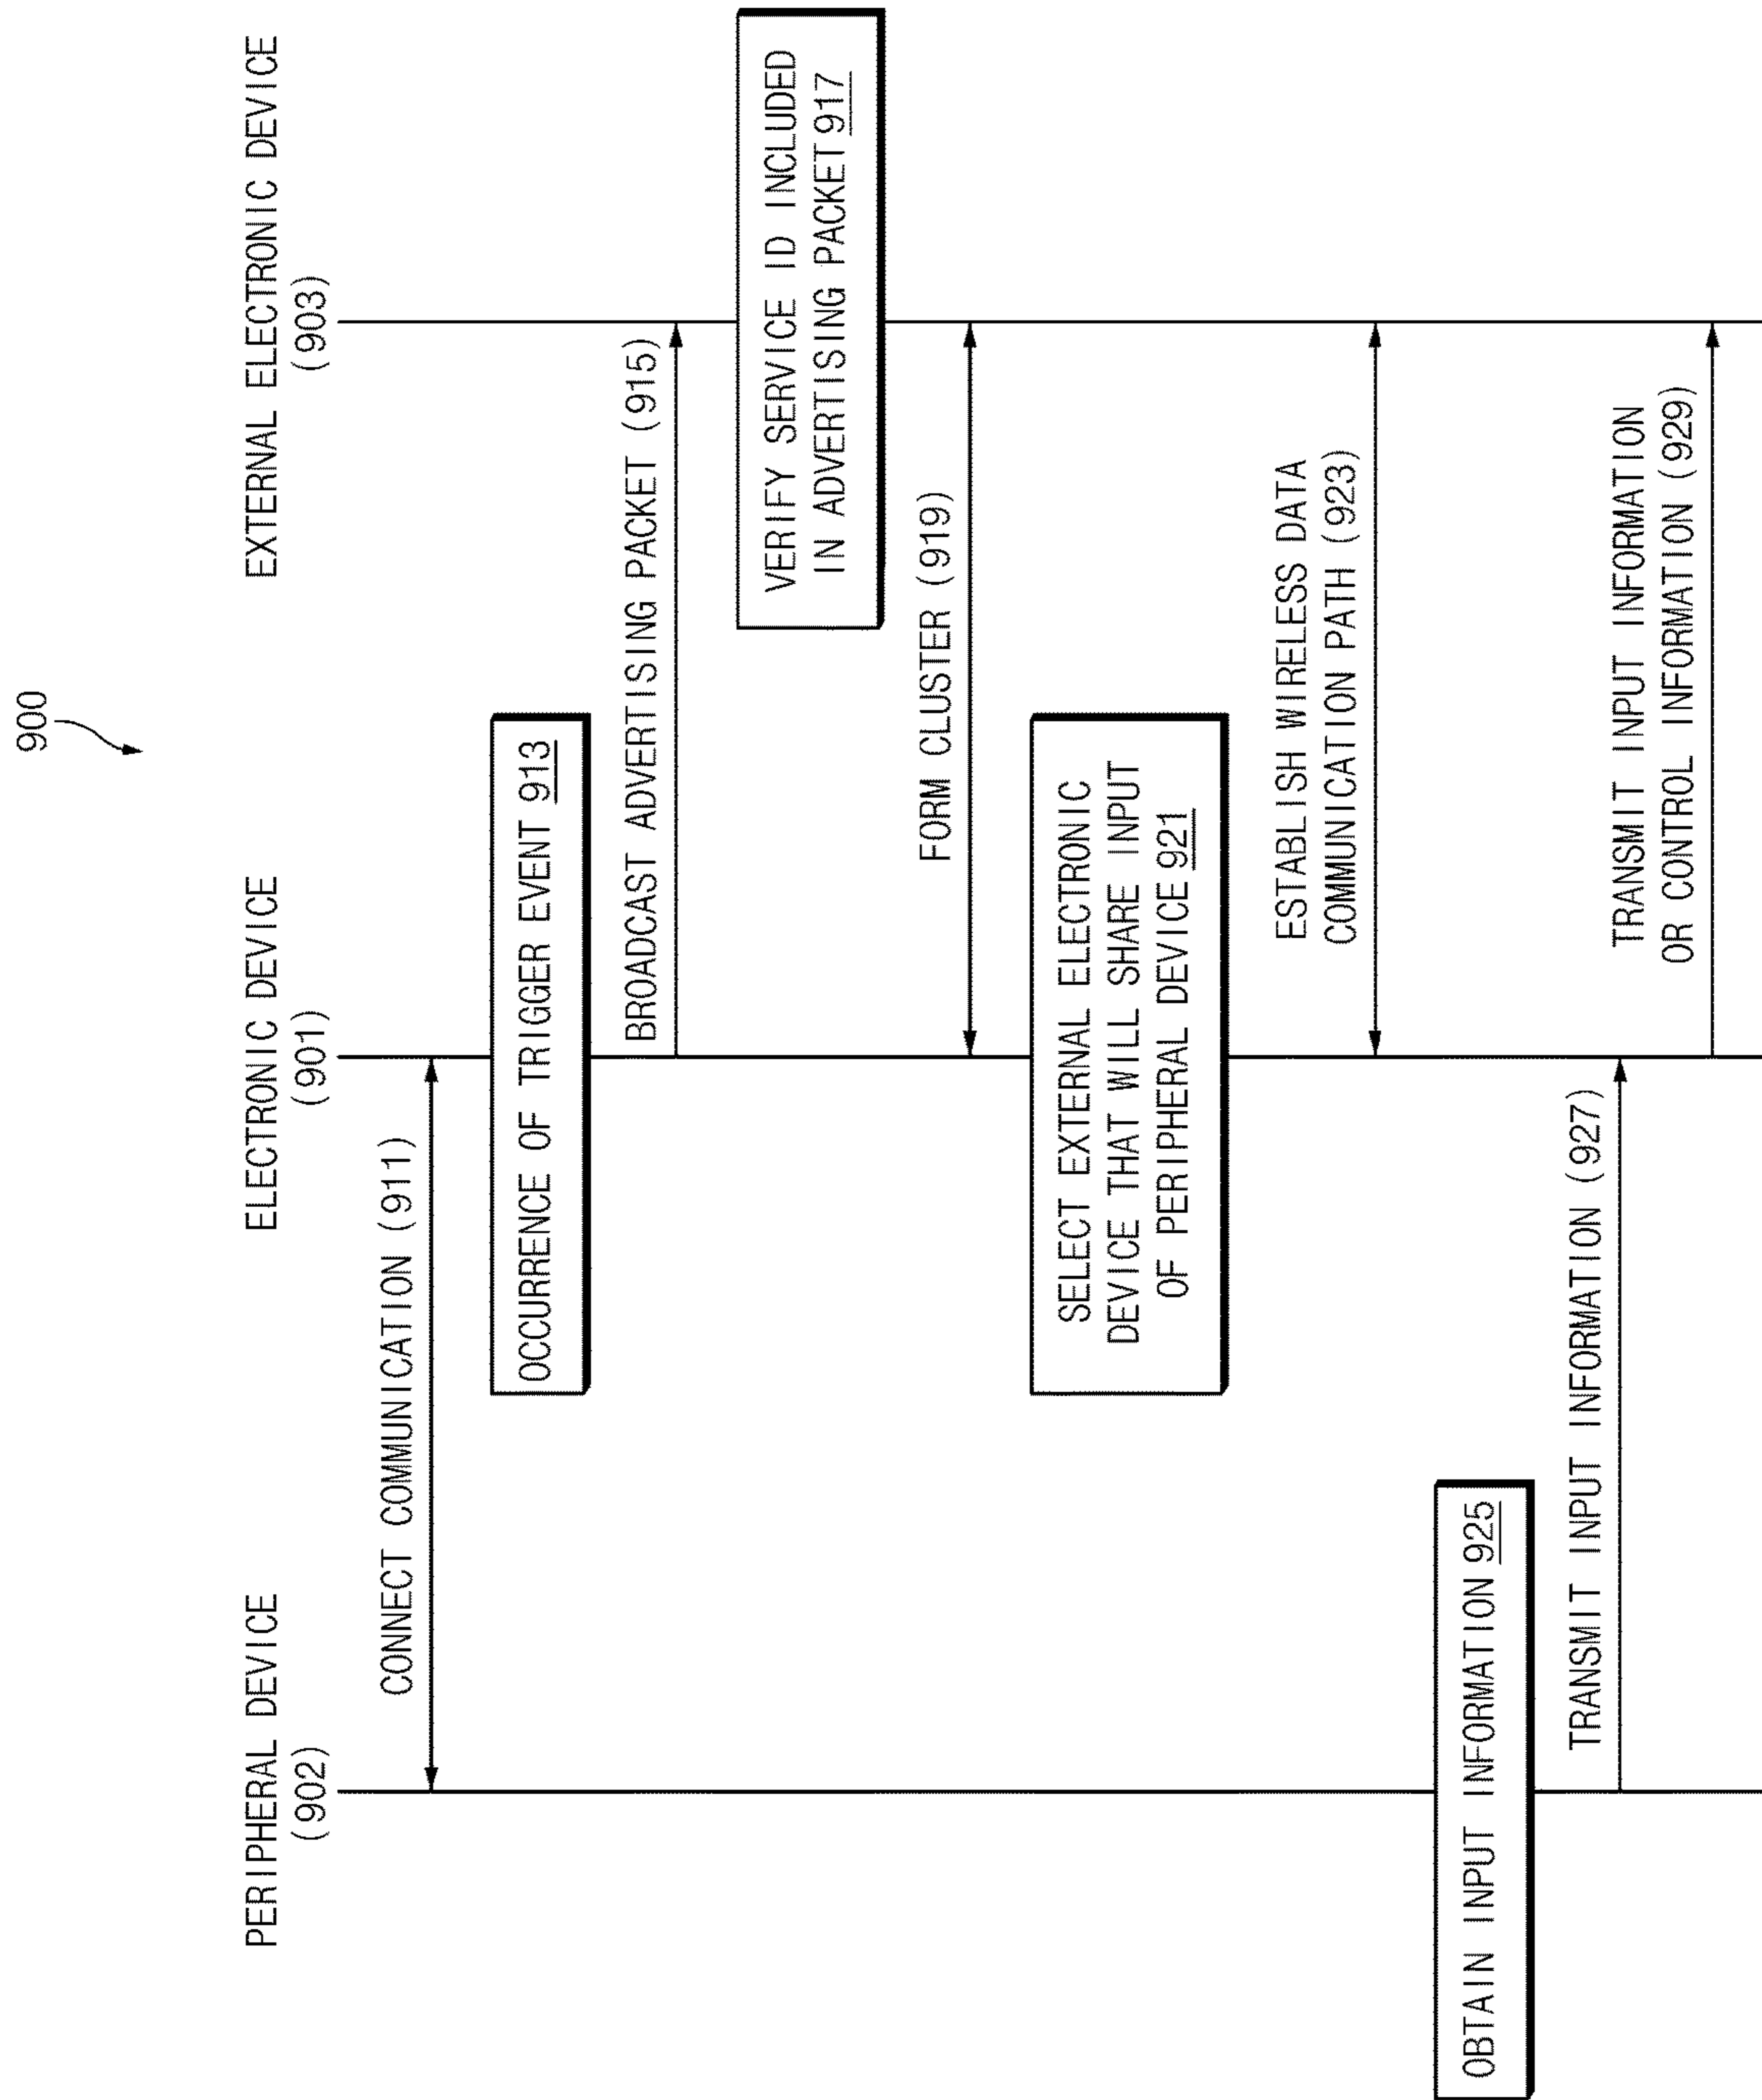 900
PERIPHERAL DEVICE
(902)
ELECTRONIC DEVICE
(901)
EXTERNAL ELECTRONIC DEVICE
(903)
CONNECT COMMUNICATION (911)
OCCURRENCE OF TRIGGER EVENT 913
BROADCAST ADVERTISING PACKET (915)
VERIFY SERVICE ID INCLUDED
IN ADVERTISING PACKET 917
FORM CLUSTER (919)
SELECT EXTERNAL ELECTRONIC
DEVICE THAT WILL SHARE INPUT
OF PERIPHERAL DEVICE 921
ESTABLISH WIRELESS DATA
COMMUNICATION PATH (923)
OBTAIN INPUT INFORMATION 925
TRANSMIT INPUT INFORMATION (927)
TRANSMIT INPUT INFORMATION
OR CONTROL INFORMATION (929)